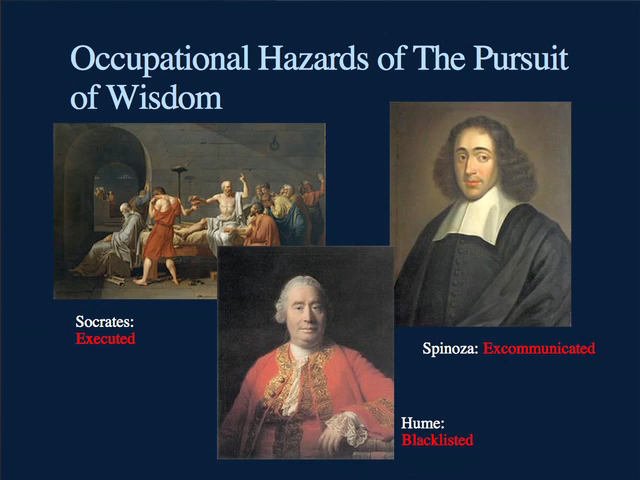 Occupational Hazards of The Pursuit
of Wisdom
Socrates:
Executed
Spinoza: Excommunicated
Hume:
Blacklisted